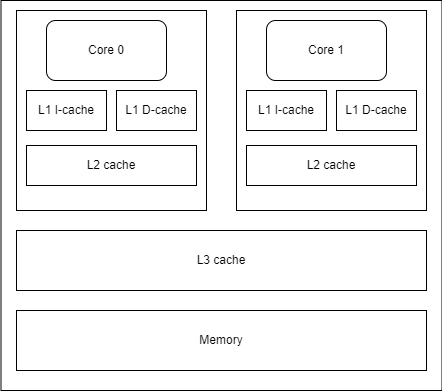 Core 0
Core 1
L1 I-cache
L1 D-cache
L1 I-cache
L1 D-cache
L2 cache
L2 cache
L3 cache
Memory